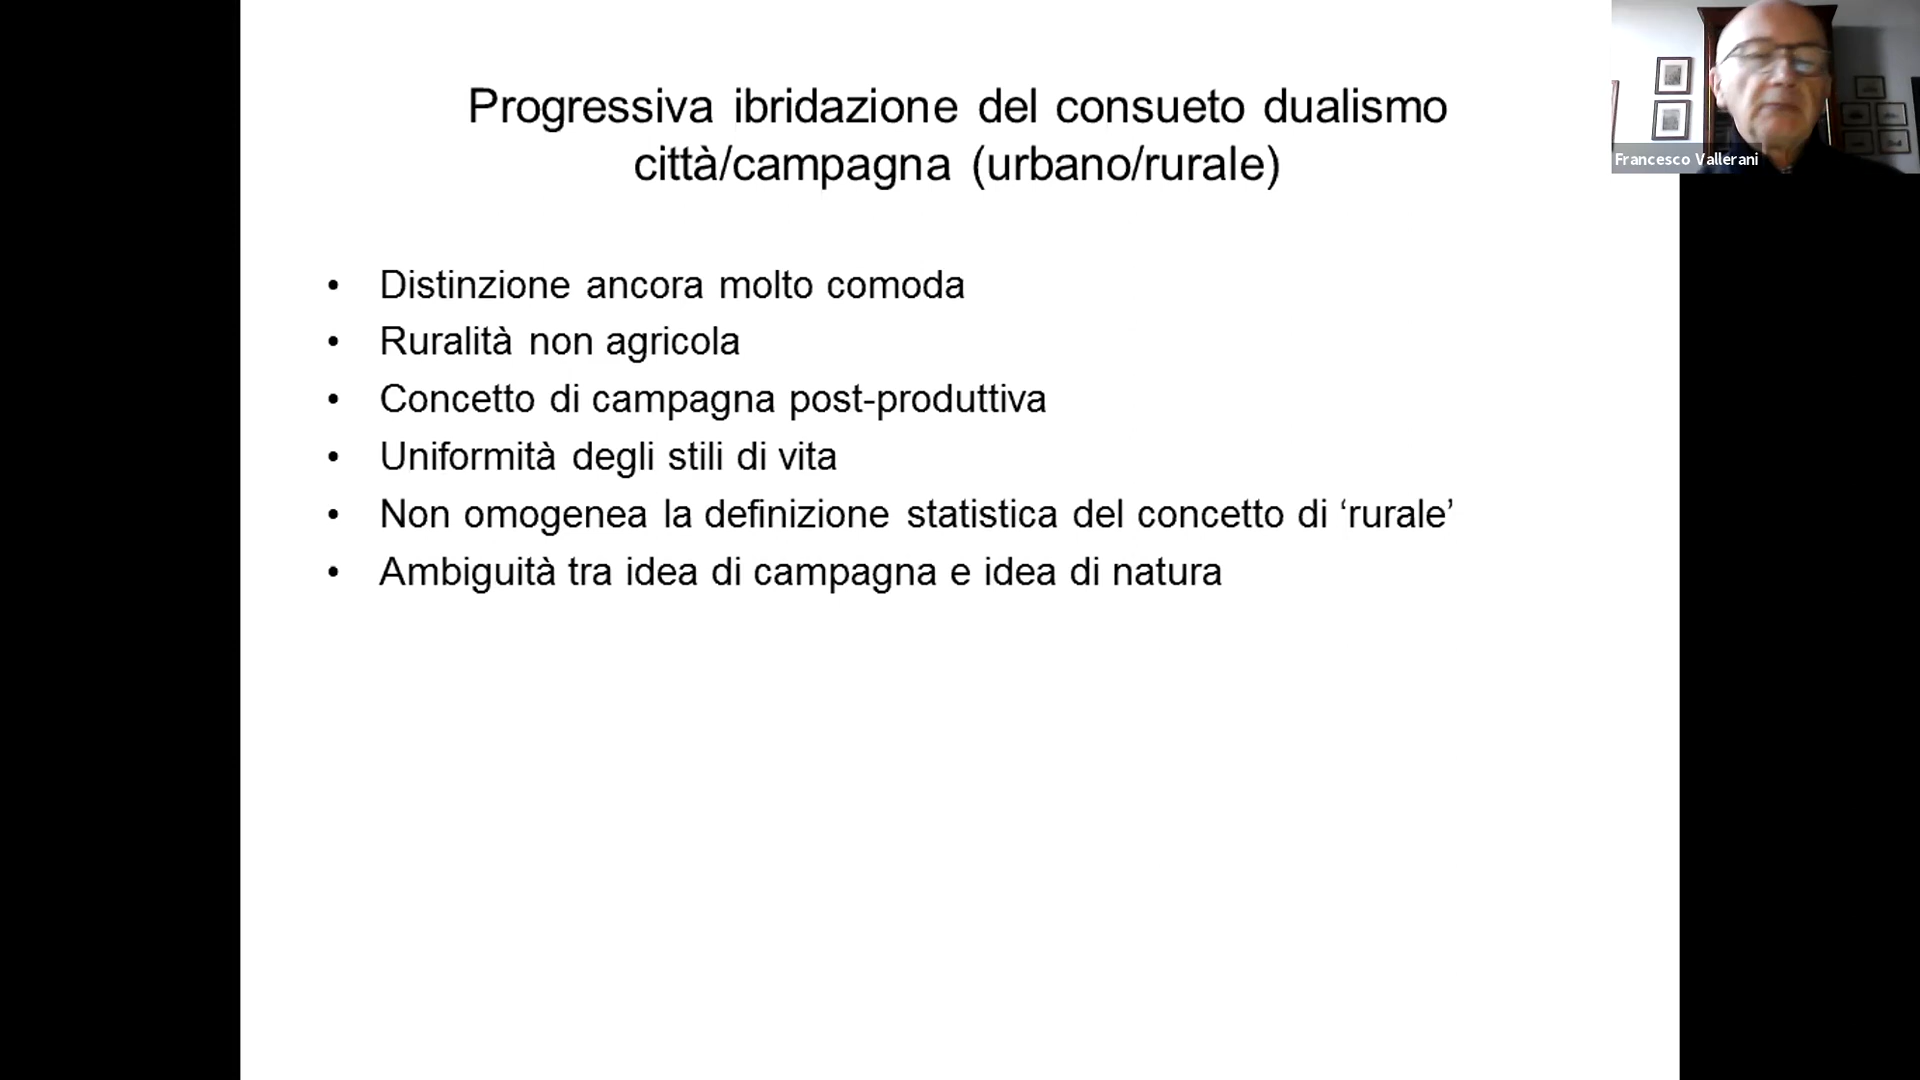 Progressiva ibridazione del consueto dualismo
città/campagna (urbano/rurale)
Francesco Vallerani
• Distinzione ancora molto comoda
• Ruralità non agricola
• Concetto di campagna post-produttiva
• Uniformità degli stili di vita
• Non omogenea la definizione statistica del concetto di ‘rurale’
• Ambiguità tra idea di campagna e idea di natura